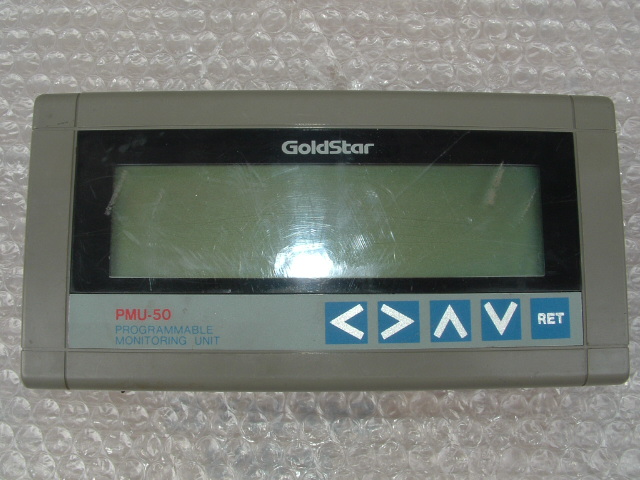 GoldStar
PMU-50
PROGRAMMABLE
MONITORING UNIT
< > ∧ ∨ RET